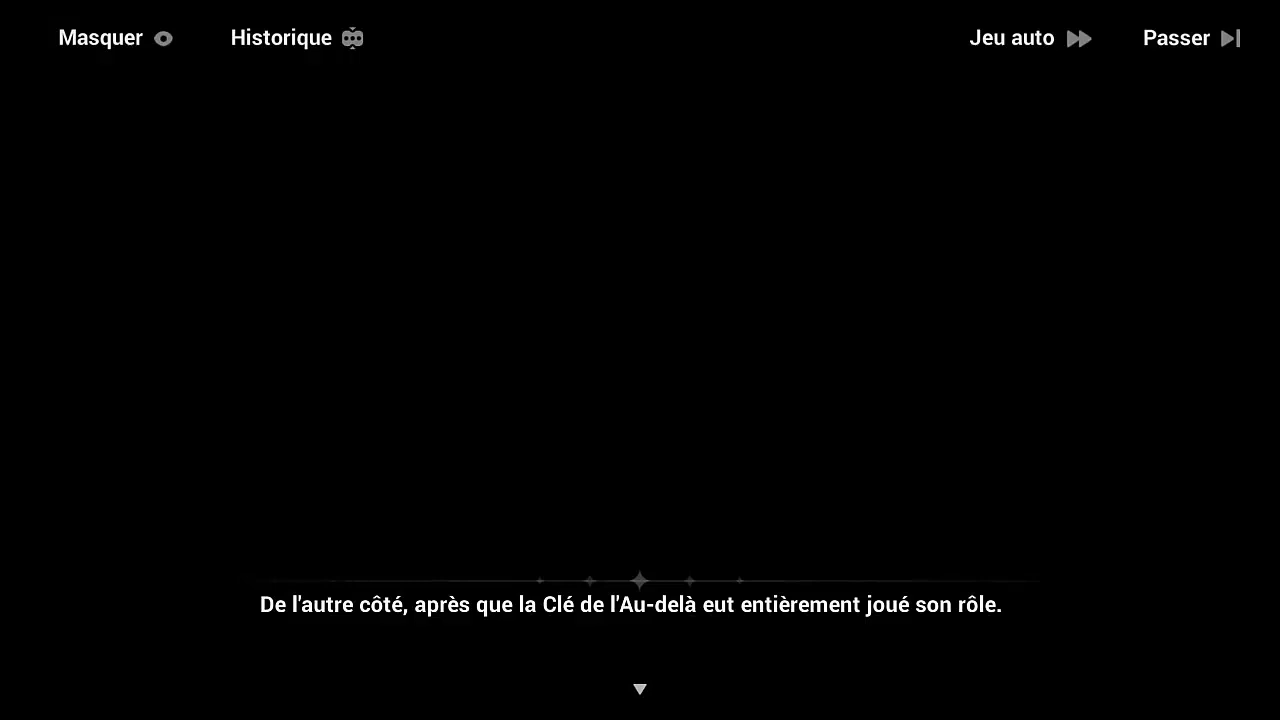 Masquer
Historique
Jeu auto
Passer
De l'autre côté, après que la Clé de l'Au-delà eut entièrement joué son rôle.